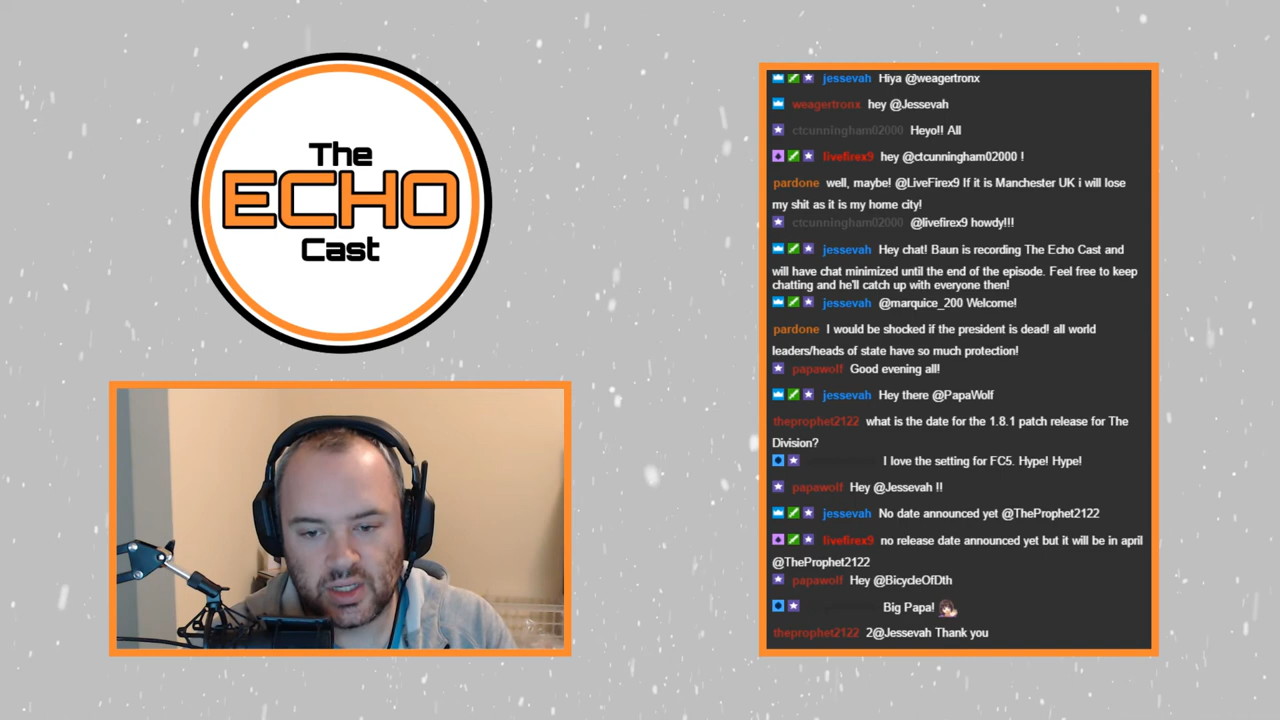 The
ECHO
Cast
jessevah Hiya @weagertronx
weagertronx hey @Jessevah
ctcunningham02000 Heyo!! All
livefirex9 hey @ctcunningham02000 !
pardone well, maybe! @LiveFirex9 If it is Manchester UK i will lose
my shit as it is my home city!
ctcunningham02000 @livefirex9 howdy!!!
jessevah Hey chat! Baun is recording The Echo Cast and
will have chat minimized until the end of the episode. Feel free to keep
chatting and he'll catch up with everyone then!
jessevah @marquice_200 Welcome!
pardone I would be shocked if the president is dead! all world
leaders/heads of state have so much protection!
papawolf Good evening all!
jessevah Hey there @PapaWolf
theprophet2122 what is the date for the 1.8.1 patch release for The
Division?
I love the setting for FC5. Hype! Hype!
papawolf Hey @Jessevah !!
jessevah No date announced yet @TheProphet2122
livefirex9 no release date announced yet but it will be in april
@TheProphet2122
papawolf Hey @BicycleOfDth
Big Papa!
theprophet2122 2@Jessevah Thank you